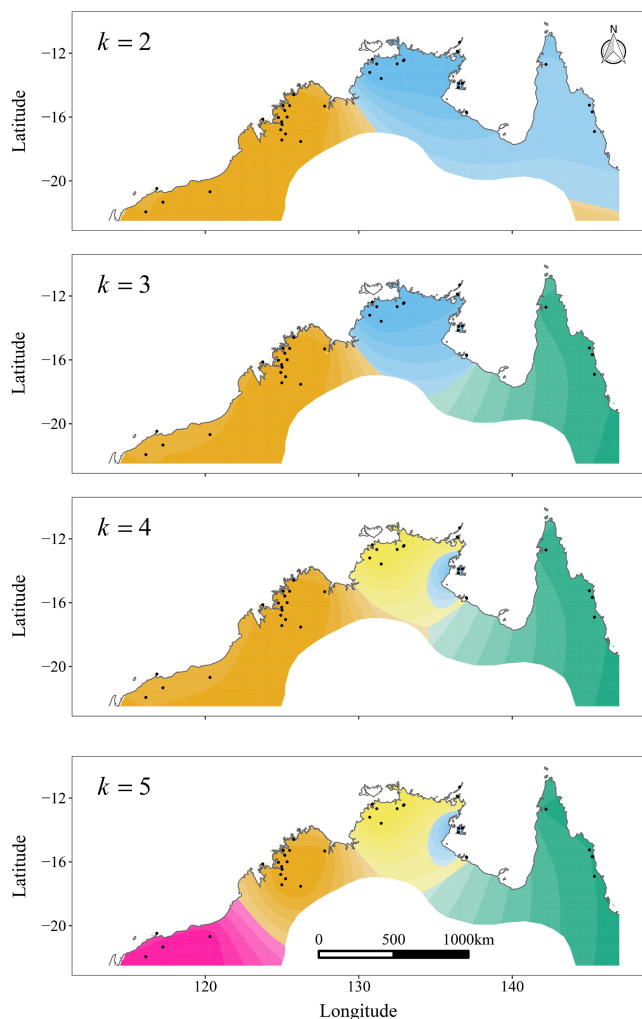 k = 2
N
−12
−16
−20
Latitude
k = 3
−12
−16
−20
Latitude
k = 4
−12
−16
−20
Latitude
k = 5
−12
−16
−20
Latitude
0 500 1000km
120 130 140
Longitude